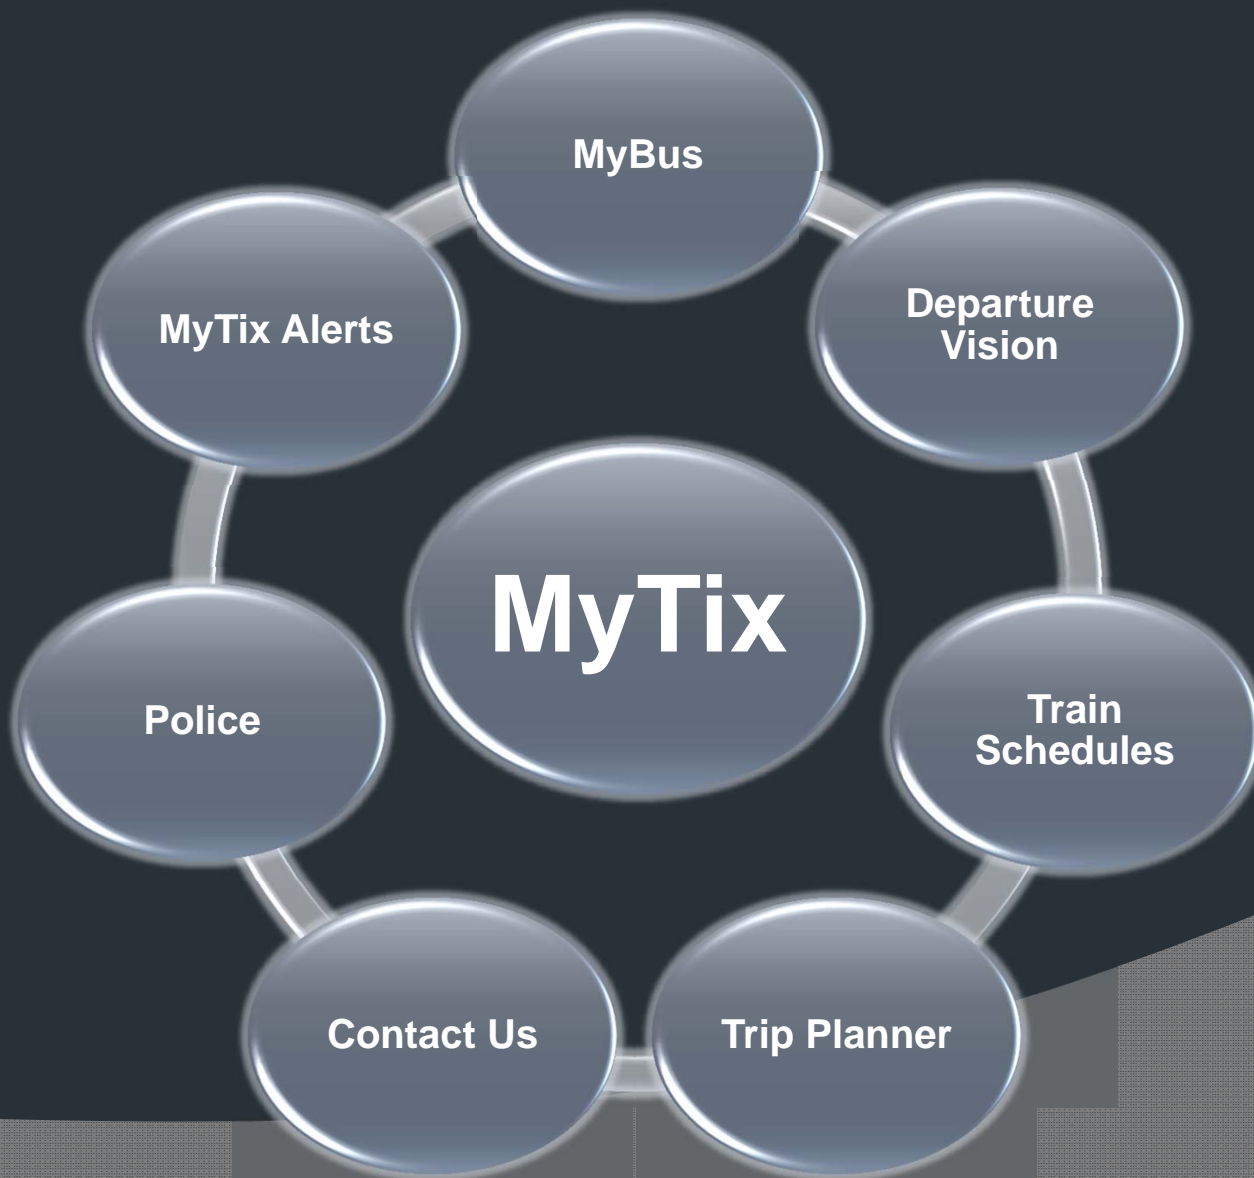 MyBus
Departure
Vision
MyTix Alerts
MyTix
Train
Schedules
Police
Contact Us
Trip Planner